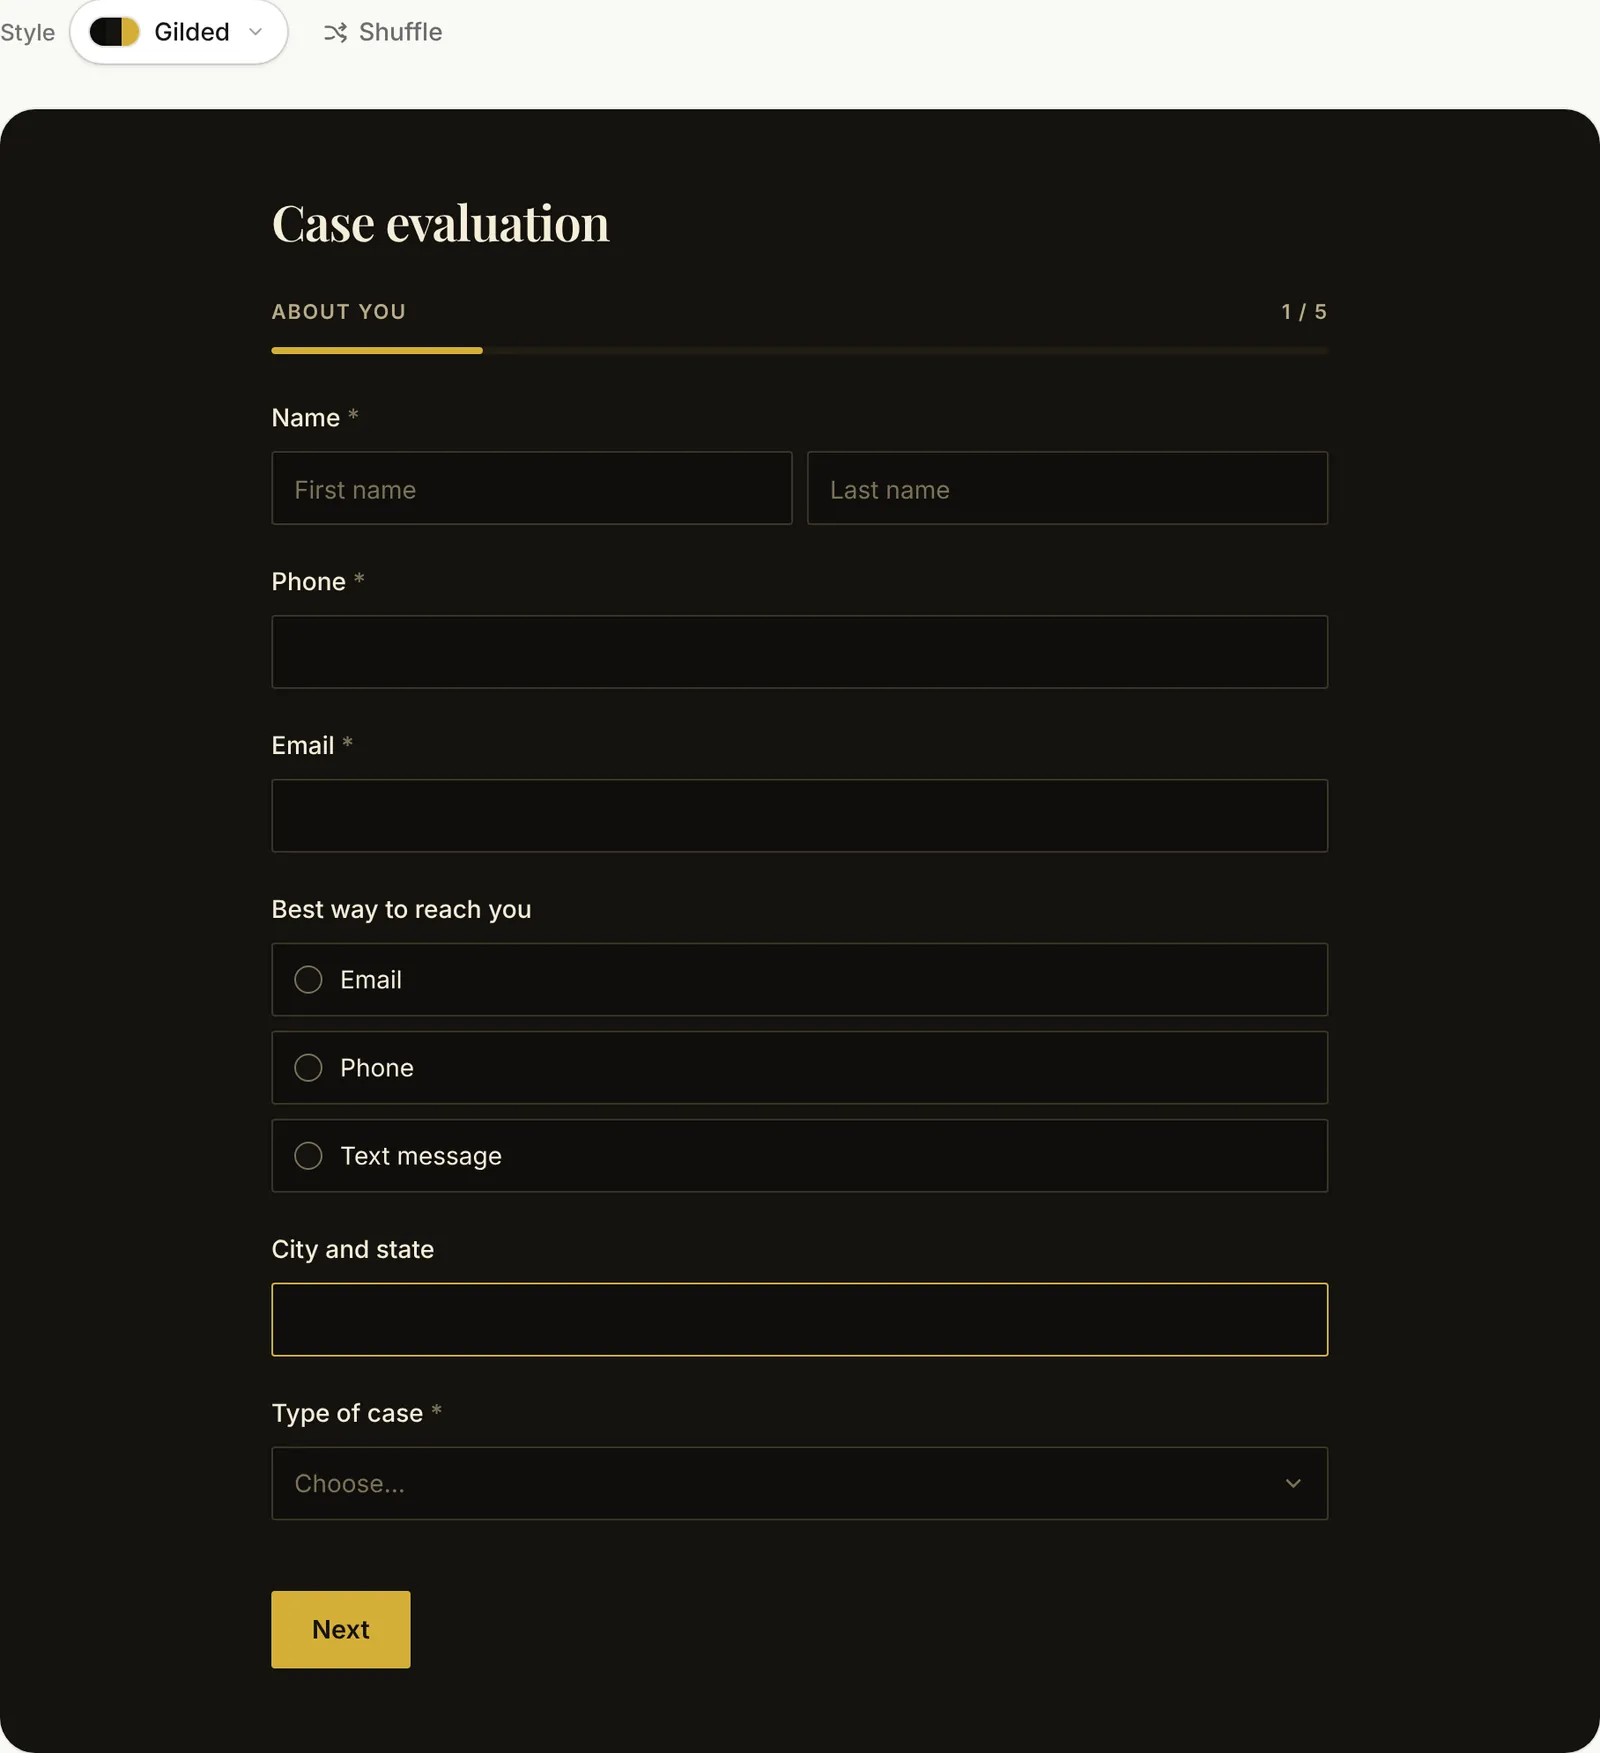 Style Gilded Shuffle
Case evaluation
ABOUT YOU 1 / 5
Name *
First name Last name
Phone *
Email *
Best way to reach you
Email
Phone
Text message
City and state
Type of case *
Choose...
Next